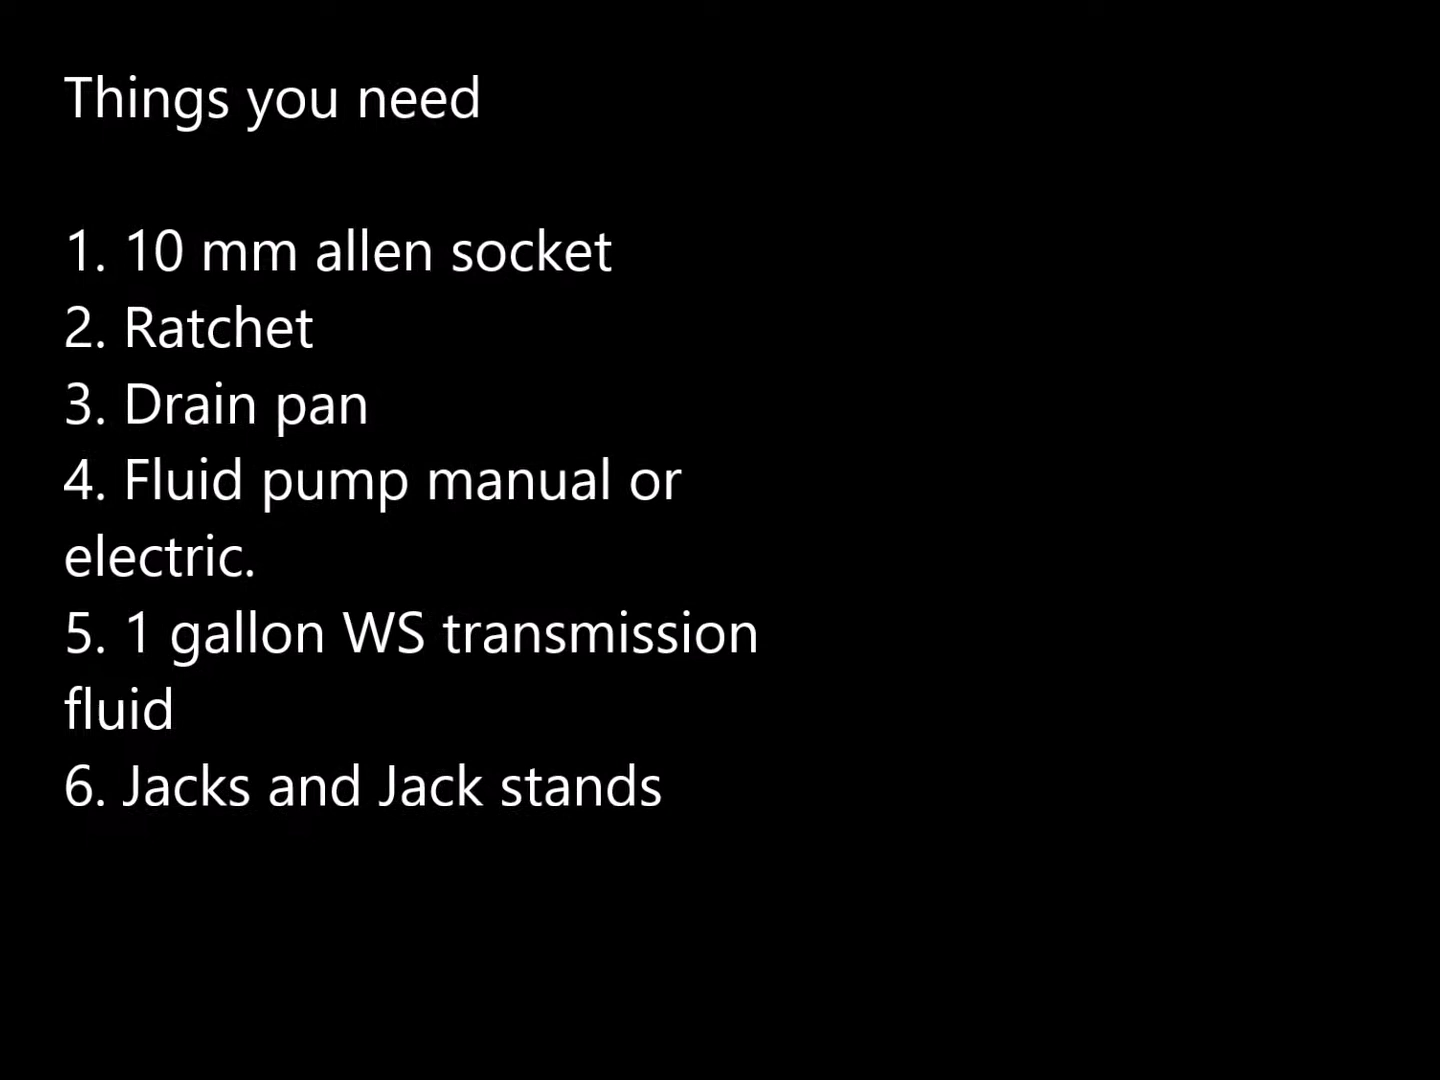 Things you need
1. 10 mm allen socket
2. Ratchet
3. Drain pan
4. Fluid pump manual or
electric.
5. 1 gallon WS transmission
fluid
6. Jacks and Jack stands